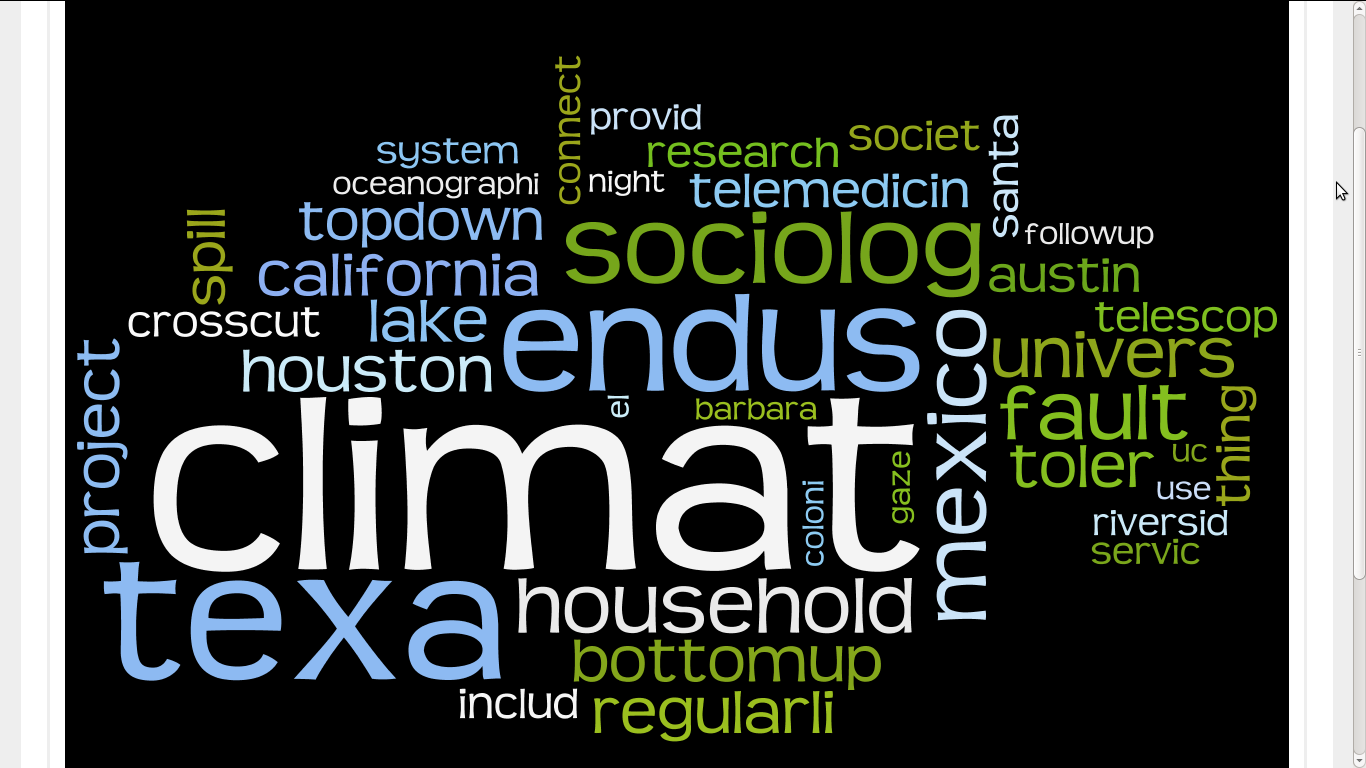 connect
provid
societ
santa
system
research
oceanographi
night
telemedicin
spill
topdown
sociolog
followup
california
austin
crosscut
lake
endus
mexico
telescop
project
houston
univers
el
barbara
fault
thing
climat
gaze
toler
uc
coloni
use
riversid
servic
texa
household
bottomup
includ
regularli